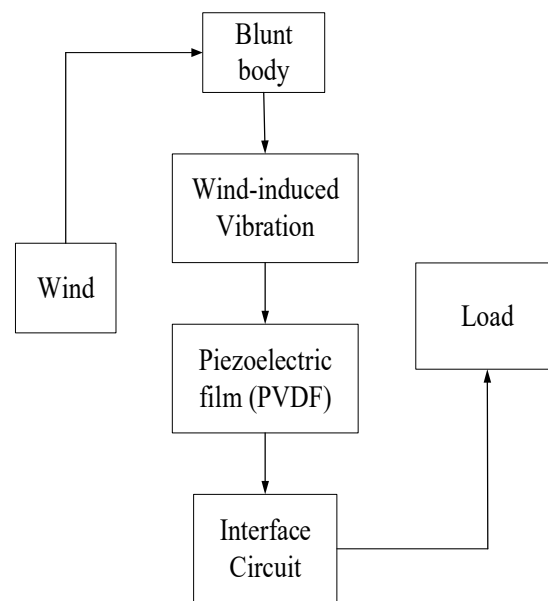 Blunt
body
Wind-induced
Vibration
Wind
Load
Piezoelectric
film (PVDF)
Interface
Circuit